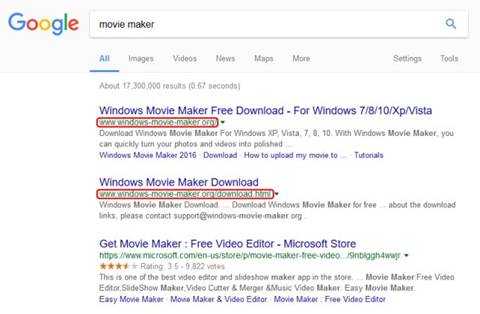 Google
movie maker
All Images Videos News Maps More Settings Tools
About 17,300,000 results (0.67 seconds)
Windows Movie Maker Free Download - For Windows 7/8/10/Xp/Vista
www.windows-movie-maker.org/
Download Windows Movie Maker For Windows XP, Vista, 7, 8, 10. With Windows Movie Maker, you
can quickly turn your photos and videos into polished ...
Windows Movie Maker 2016 · Download · How to upload my movie to ... · Tutorials
Windows Movie Maker Download
www.windows-movie-maker.org/download.html
Windows Movie Maker Download. ... Download Windows Movie Maker for free ... about the download
links, please contact support@windows-movie-maker.org .
Get Movie Maker : Free Video Editor - Microsoft Store
https://www.microsoft.com/en-us/store/p/movie-maker-free-video.../9nblggh4wwjr
Rating: 3.5 - 9,822 votes
This is one of the best video editor and slideshow maker app in the store. ... Movie Maker:Free Video
Editor,SlideShow Maker,Video Cutter & Merger &Music Video Maker. Easy Movie Maker.
Easy Movie Maker · Movie Maker & Video Editor · Movie Maker : Free Video Editor